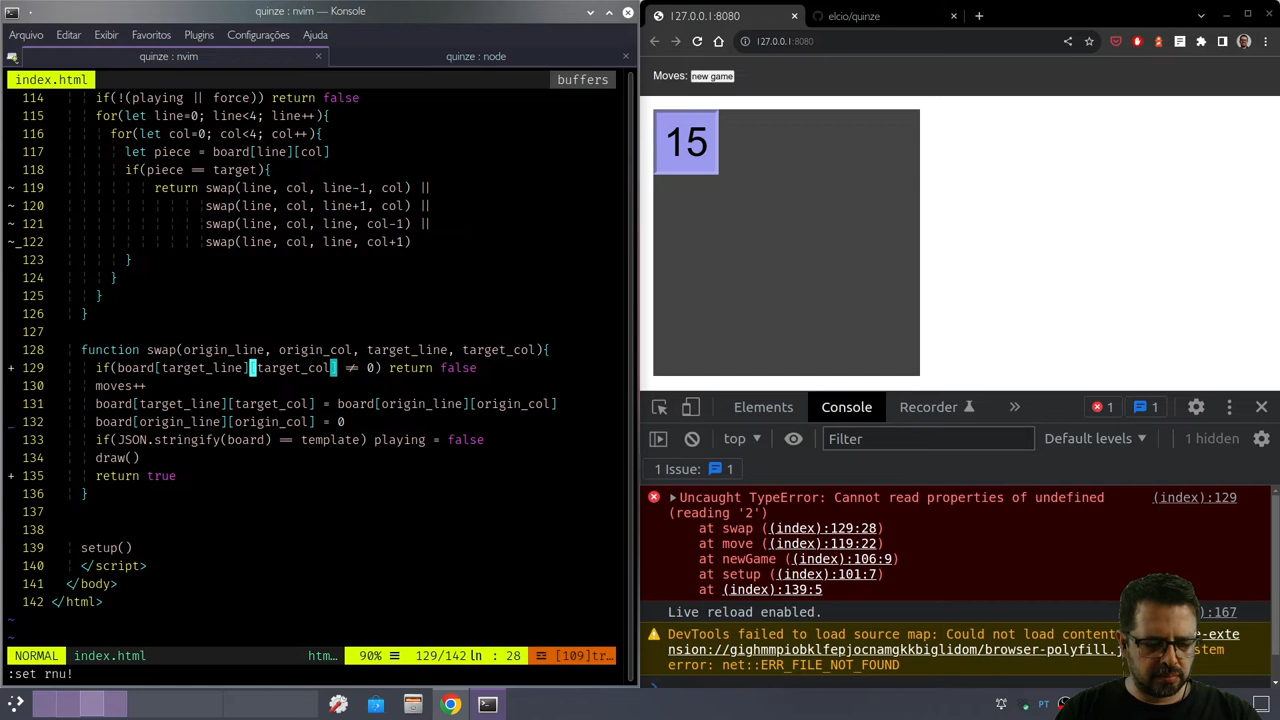 quinze: nvim — Konsole
Arquivo Editar Exibir Favoritos Plugins Configurações Ajuda
quinze : nvim
quinze : node
index.html
buffers
114 if(!(playing || force)) return false
115 for(let line=0; line<4; line++){
116 for(let col=0; col<4; col++){
117 let piece = board[line][col]
118 if(piece == target){
~ 119 return swap(line, col, line-1, col) ||
~ 120 swap(line, col, line+1, col) ||
~ 121 swap(line, col, line, col-1) ||
~_122 swap(line, col, line, col+1)
123 }
124 }
125 }
126 }
127
128 function swap(origin_line, origin_col, target_line, target_col){
+ 129 if(board[target_line][target_col] ≠ 0) return false
130 moves++
131 board[target_line][target_col] = board[origin_line][origin_col]
_ 132 board[origin_line][origin_col] = 0
133 if(JSON.stringify(board) == template) playing = false
134 draw()
+ 135 return true
136 }
137
138
139 setup()
140 </script>
141 </body>
142 </html>
~
~
NORMAL index.html htm… 90% 129/142 ln : 28 [109]tr…
:set rnu!
127.0.0.1:8080
elcio/quinze
127.0.0.1:8080
Moves: new game
15
Elements Console Recorder 1 1
top Filter Default levels 1 hidden
1 Issue: 1
Uncaught TypeError: Cannot read properties of undefined (index):129
(reading '2')
at swap ((index):129:28)
at move ((index):119:22)
at newGame ((index):106:9)
at setup ((index):101:7)
at (index):139:5
Live reload enabled. :167
DevTools failed to load source map: Could not load content
nsion://gighmmpiobklfepjocnamgkkbiglidom/browser-polyfill.j
error: net::ERR_FILE_NOT_FOUND
PT